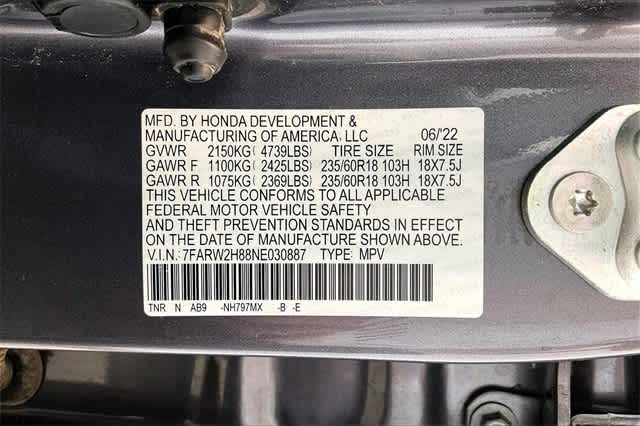 MFD. BY HONDA DEVELOPMENT &
MANUFACTURING OF AMERICA, LLC 06/'22
GVWR 2150KG( 4739LBS) TIRE SIZE RIM SIZE
GAWR F 1100KG( 2425LBS) 235/60R18 103H 18X7.5J
GAWR R 1075KG( 2369LBS) 235/60R18 103H 18X7.5J
THIS VEHICLE CONFORMS TO ALL APPLICABLE
FEDERAL MOTOR VEHICLE SAFETY
AND THEFT PREVENTION STANDARDS IN EFFECT
ON THE DATE OF MANUFACTURE SHOWN ABOVE.
V.I.N.: 7FARW2H88NE030887 TYPE: MPV
TNR N AB9 -NH797MX -B -E